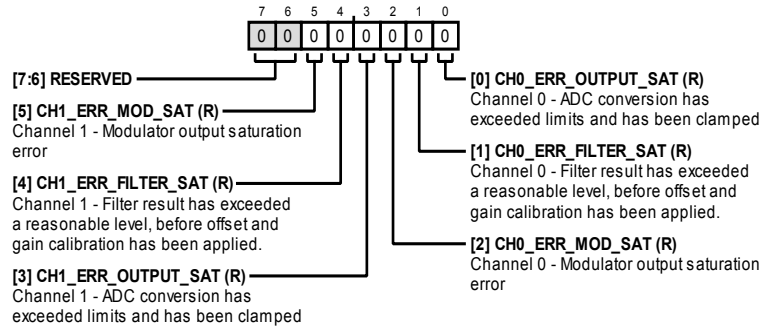 7 6 5 4 3 2 1 0
0 0 0 0 0 0 0 0
[7:6] RESERVED
[5] CH1_ERR_MOD_SAT (R)
Channel 1 - Modulator output saturation
error
[4] CH1_ERR_FILTER_SAT (R)
Channel 1 - Filter result has exceeded
a reasonable level, before offset and
gain calibration has been applied.
[3] CH1_ERR_OUTPUT_SAT (R)
Channel 1 - ADC conversion has
exceeded limits and has been clamped
[0] CH0_ERR_OUTPUT_SAT (R)
Channel 0 - ADC conversion has
exceeded limits and has been clamped
[1] CH0_ERR_FILTER_SAT (R)
Channel 0 - Filter result has exceeded
a reasonable level, before offset and
gain calibration has been applied.
[2] CH0_ERR_MOD_SAT (R)
Channel 0 - Modulator output saturation
error